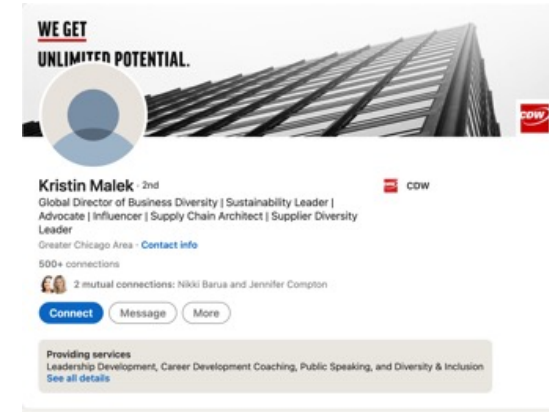 WE GET
UNLIMITED POTENTIAL.
CDW
Kristin Malek · 2nd
CDW
Global Director of Business Diversity | Sustainability Leader |
Advocate | Influencer | Supply Chain Architect | Supplier Diversity
Leader
Greater Chicago Area · Contact info
500+ connections
2 mutual connections: Nikki Barua and Jennifer Compton
Connect
Message
More
Providing services
Leadership Development, Career Development Coaching, Public Speaking, and Diversity & Inclusion
See all details